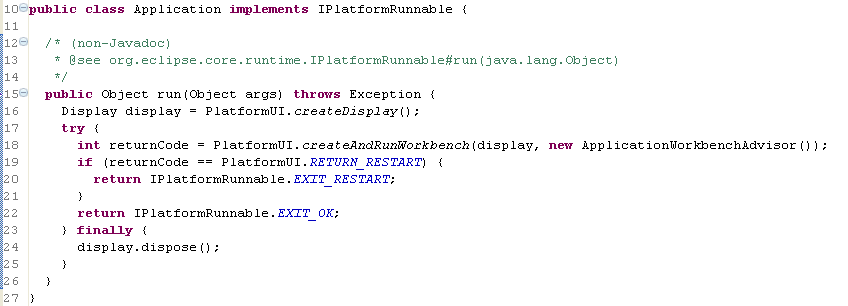 10 public class Application implements IPlatformRunnable {
11
12   /* (non-Javadoc)
13    * @see org.eclipse.core.runtime.IPlatformRunnable#run(java.lang.Object)
14    */
15   public Object run(Object args) throws Exception {
16     Display display = PlatformUI.createDisplay();
17     try {
18       int returnCode = PlatformUI.createAndRunWorkbench(display, new ApplicationWorkbenchAdvisor());
19       if (returnCode == PlatformUI.RETURN_RESTART) {
20         return IPlatformRunnable.EXIT_RESTART;
21       }
22       return IPlatformRunnable.EXIT_OK;
23     } finally {
24       display.dispose();
25     }
26   }
27 }